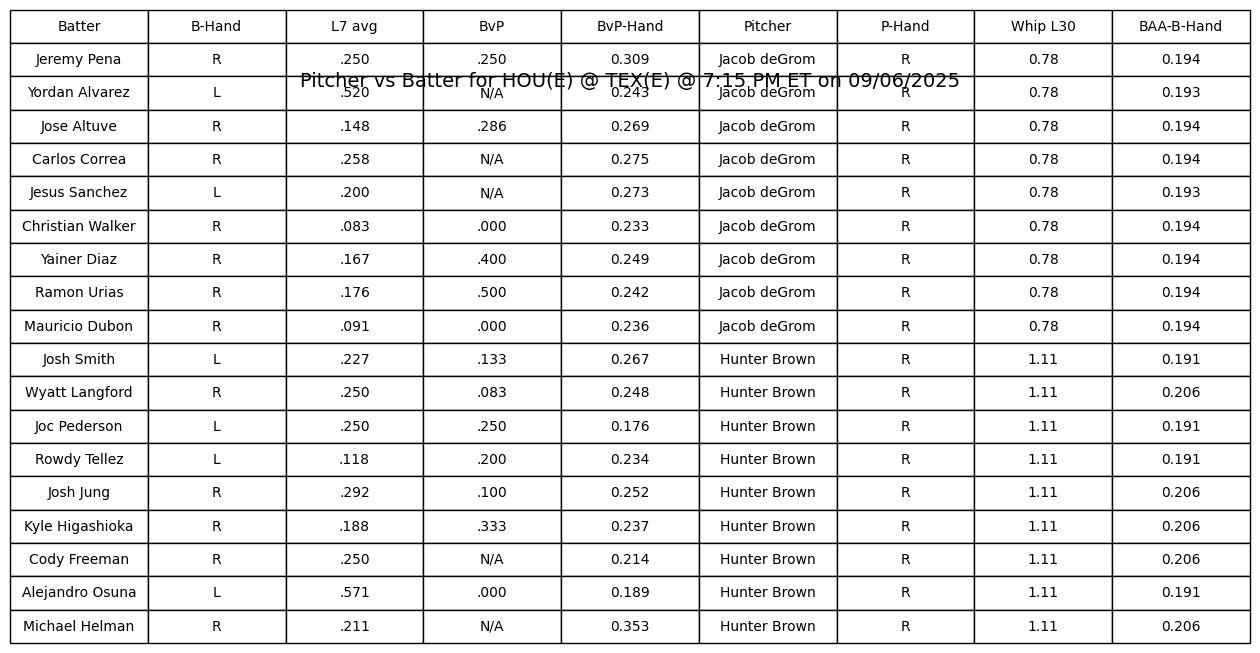 Batter B-Hand L7 avg BvP BvP-Hand Pitcher P-Hand Whip L30 BAA-B-Hand
Jeremy Pena R .250 .250 0.309 Jacob deGrom R 0.78 0.194
Pitcher vs Batter for HOU(E) @ TEX(E) @ 7:15 PM ET on 09/06/2025
Yordan Alvarez L .520 N/A 0.243 Jacob deGrom R 0.78 0.193
Jose Altuve R .148 .286 0.269 Jacob deGrom R 0.78 0.194
Carlos Correa R .258 N/A 0.275 Jacob deGrom R 0.78 0.194
Jesus Sanchez L .200 N/A 0.273 Jacob deGrom R 0.78 0.193
Christian Walker R .083 .000 0.233 Jacob deGrom R 0.78 0.194
Yainer Diaz R .167 .400 0.249 Jacob deGrom R 0.78 0.194
Ramon Urias R .176 .500 0.242 Jacob deGrom R 0.78 0.194
Mauricio Dubon R .091 .000 0.236 Jacob deGrom R 0.78 0.194
Josh Smith L .227 .133 0.267 Hunter Brown R 1.11 0.191
Wyatt Langford R .250 .083 0.248 Hunter Brown R 1.11 0.206
Joc Pederson L .250 .250 0.176 Hunter Brown R 1.11 0.191
Rowdy Tellez L .118 .200 0.234 Hunter Brown R 1.11 0.191
Josh Jung R .292 .100 0.252 Hunter Brown R 1.11 0.206
Kyle Higashioka R .188 .333 0.237 Hunter Brown R 1.11 0.206
Cody Freeman R .250 N/A 0.214 Hunter Brown R 1.11 0.206
Alejandro Osuna L .571 .000 0.189 Hunter Brown R 1.11 0.191
Michael Helman R .211 N/A 0.353 Hunter Brown R 1.11 0.206